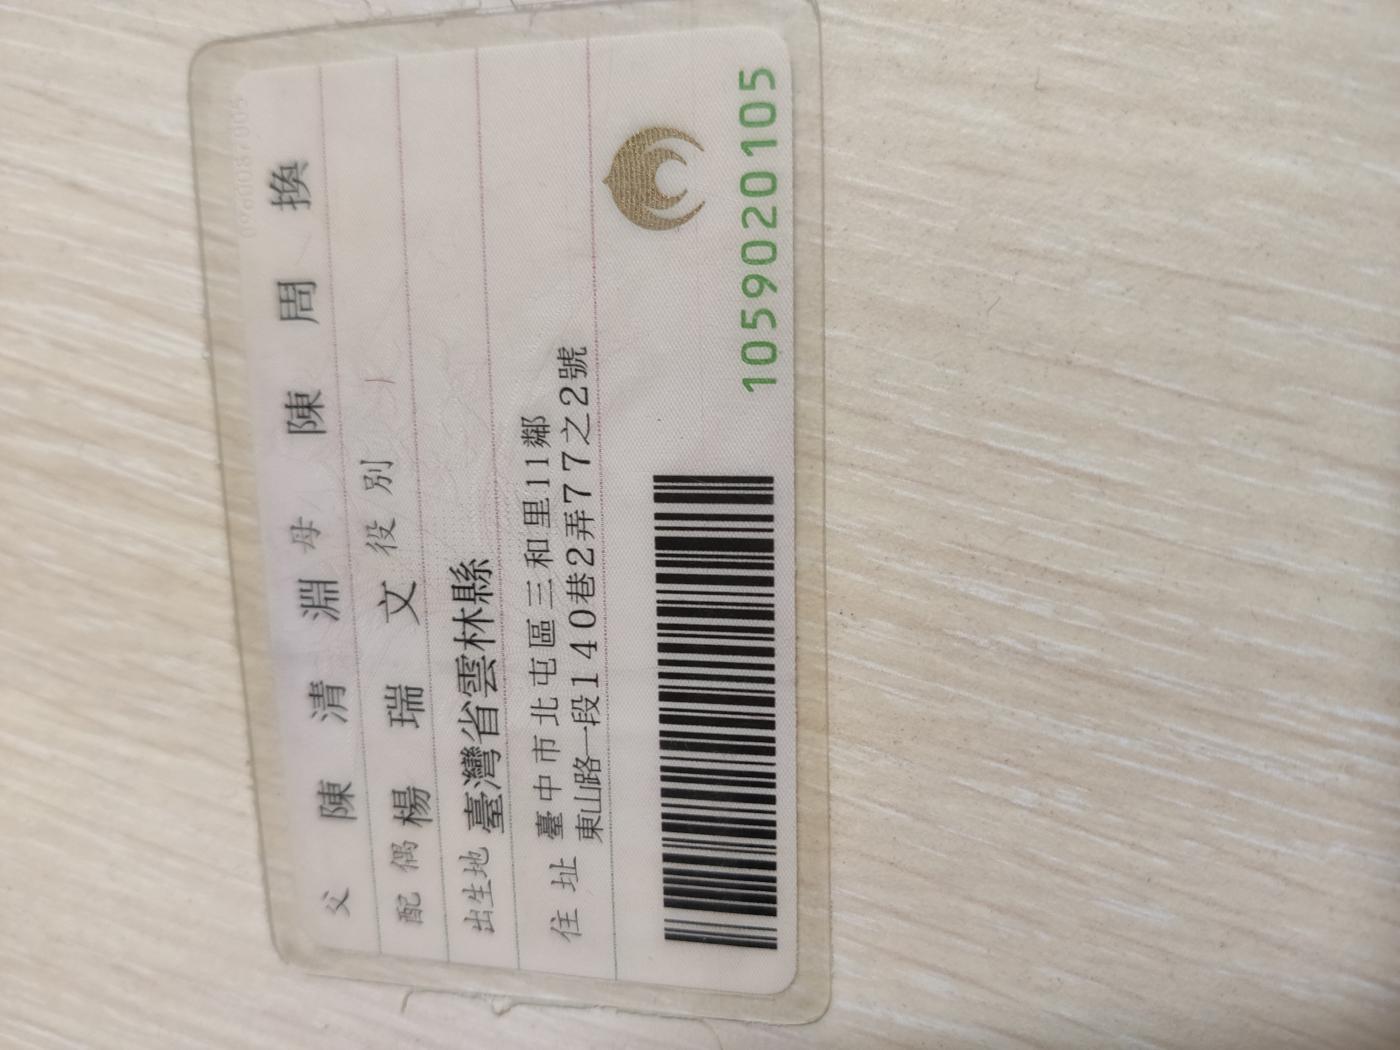 父 陳清淵 母 陳周換
配偶 楊瑞文 役別
出生地 臺灣省雲林縣
住址 臺中市北屯區三和里11鄰
東山路一段140巷2弄77之2號
1059020105